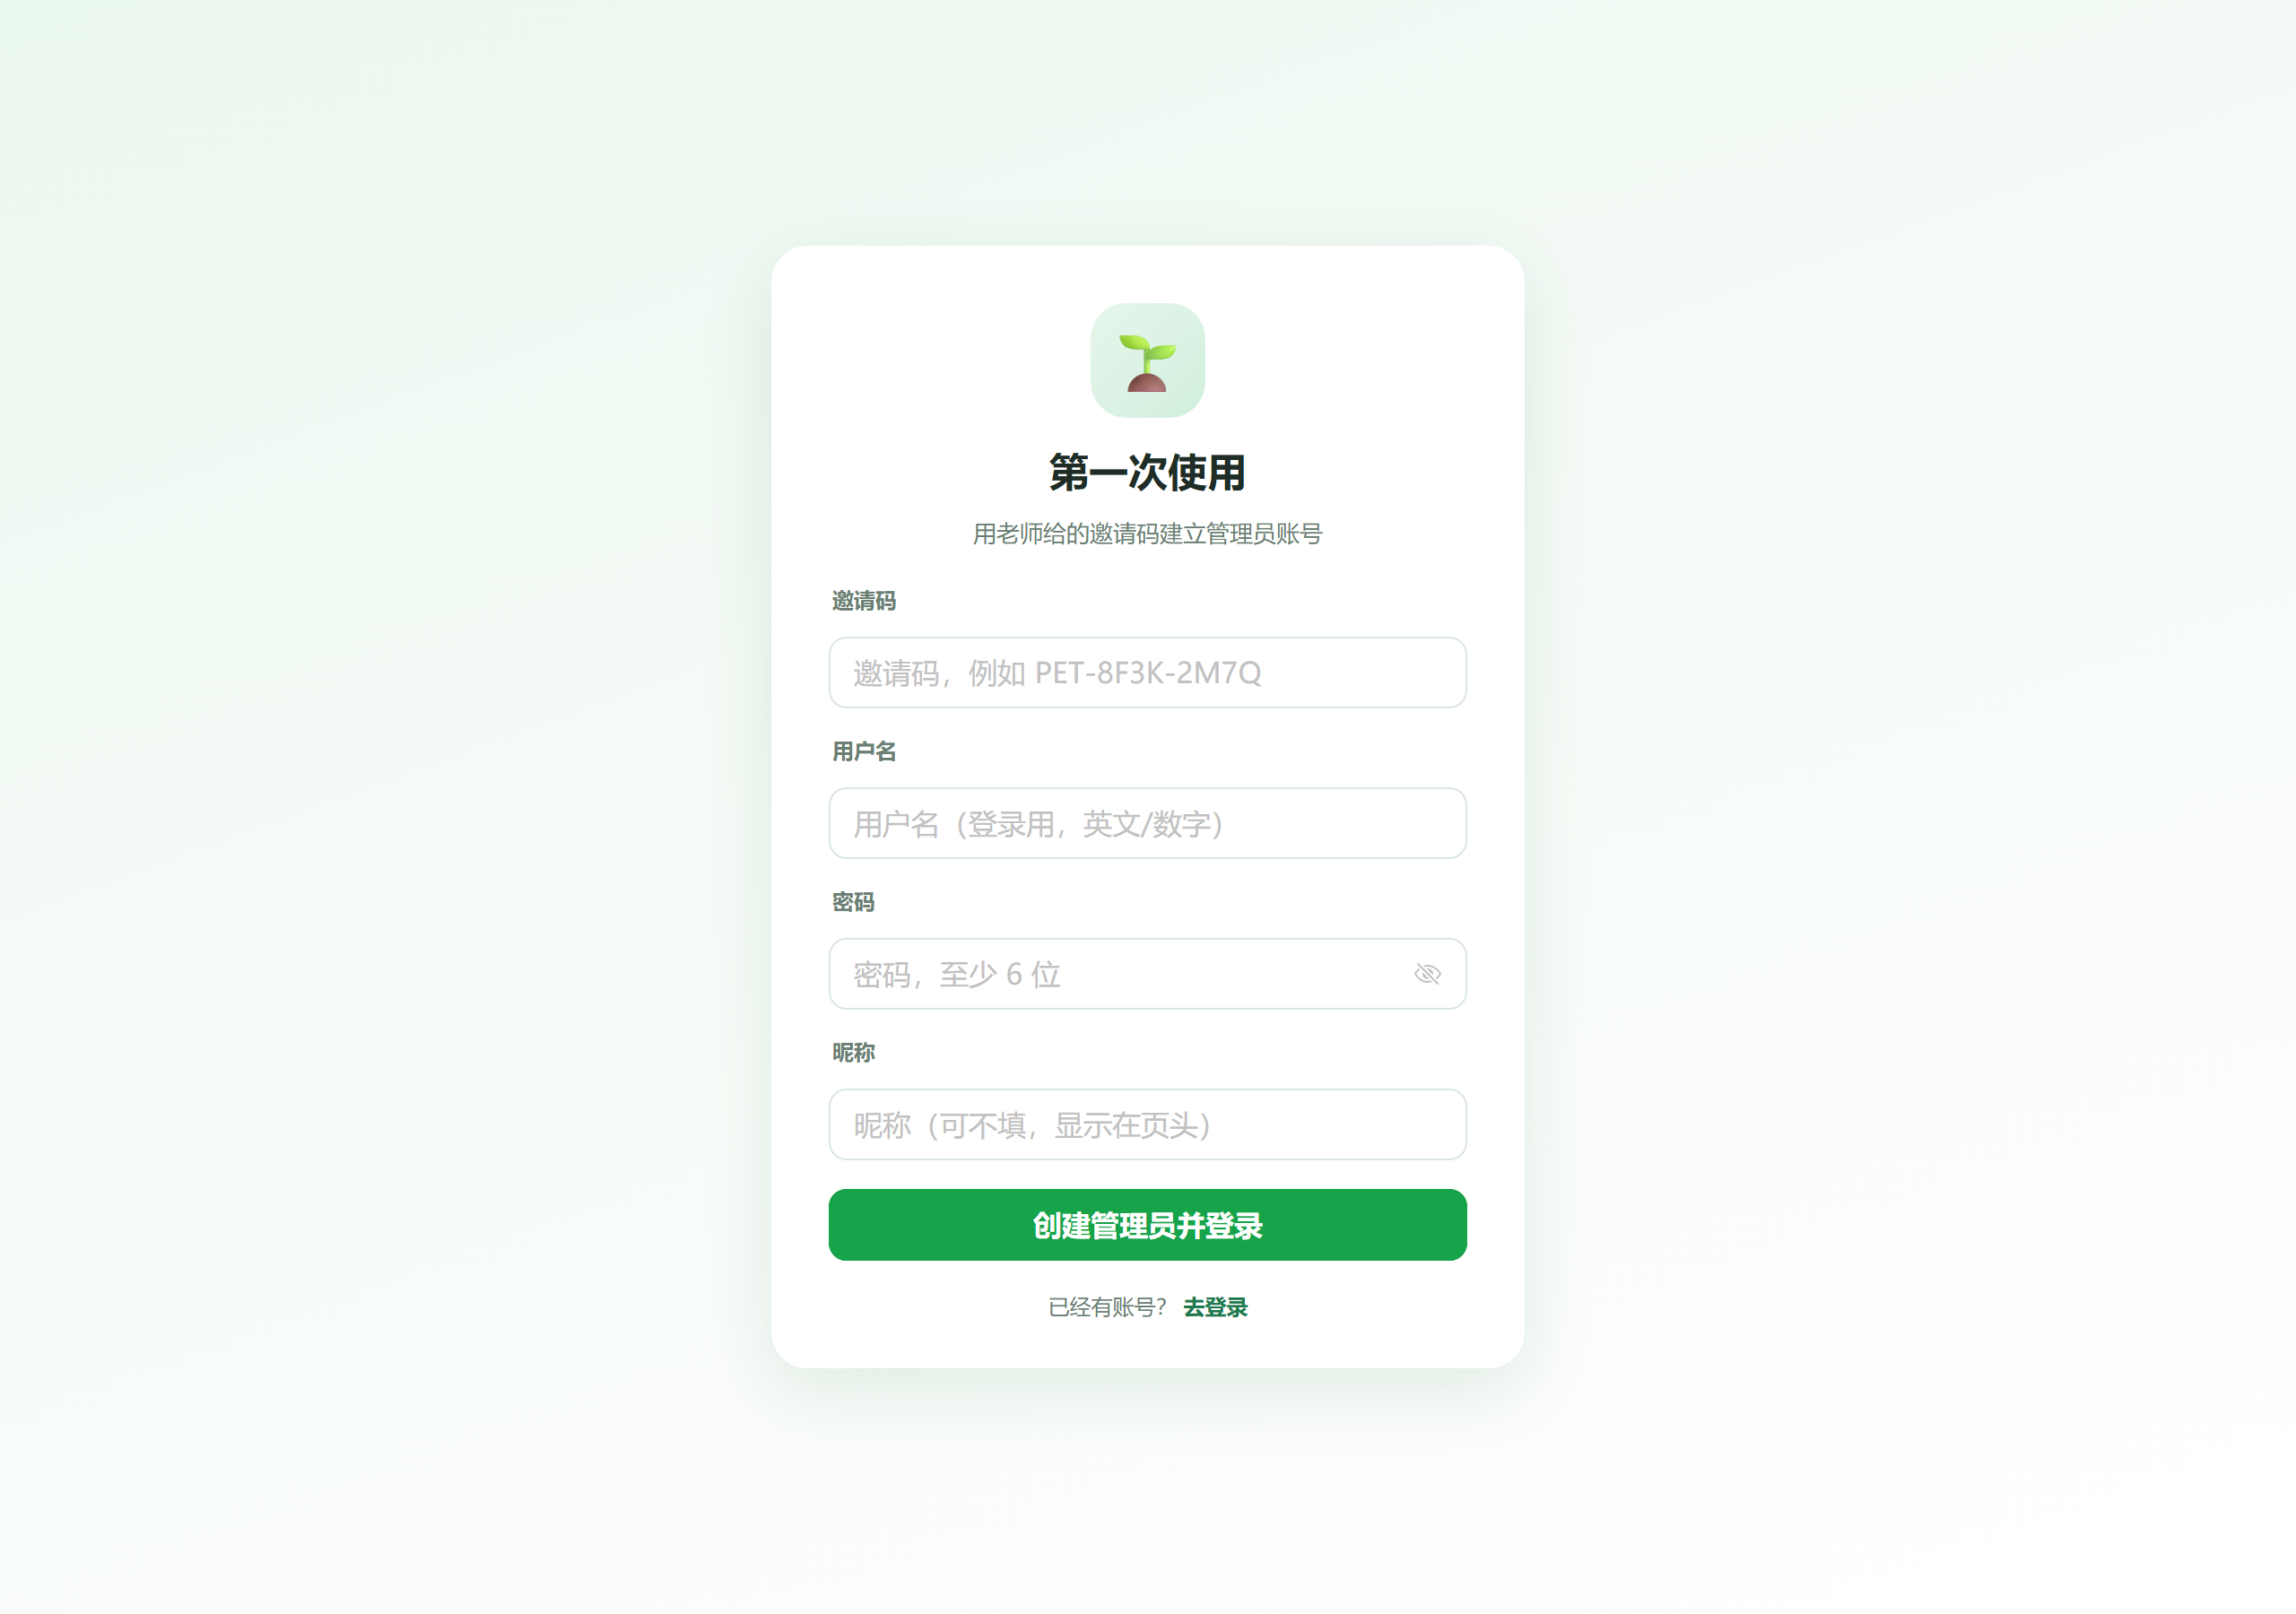 第一次使用
用老师给的邀请码建立管理员账号
邀请码
邀请码，例如 PET-8F3K-2M7Q
用户名
用户名（登录用，英文/数字）
密码
密码，至少 6 位
昵称
昵称（可不填，显示在页头）
创建管理员并登录
已经有账号？ 去登录